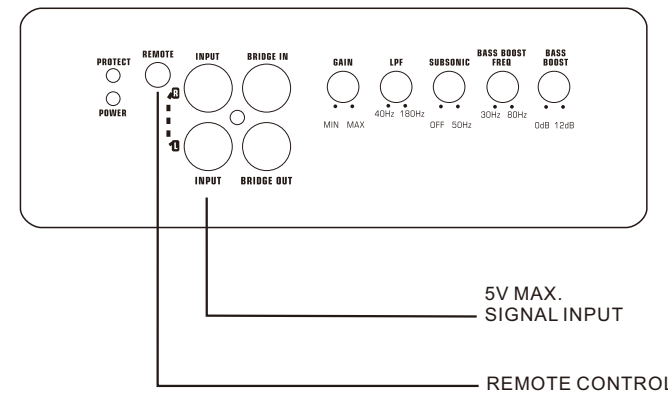 PROTECT
POWER
REMOTE
INPUT
BRIDGE IN
R
L
INPUT
BRIDGE OUT
GAIN
MIN MAX
LPF
40Hz 180Hz
SUBSONIC
OFF 50Hz
BASS BOOST
FREQ
30Hz 80Hz
BASS
BOOST
0dB 12dB
5V MAX.
SIGNAL INPUT
REMOTE CONTROL